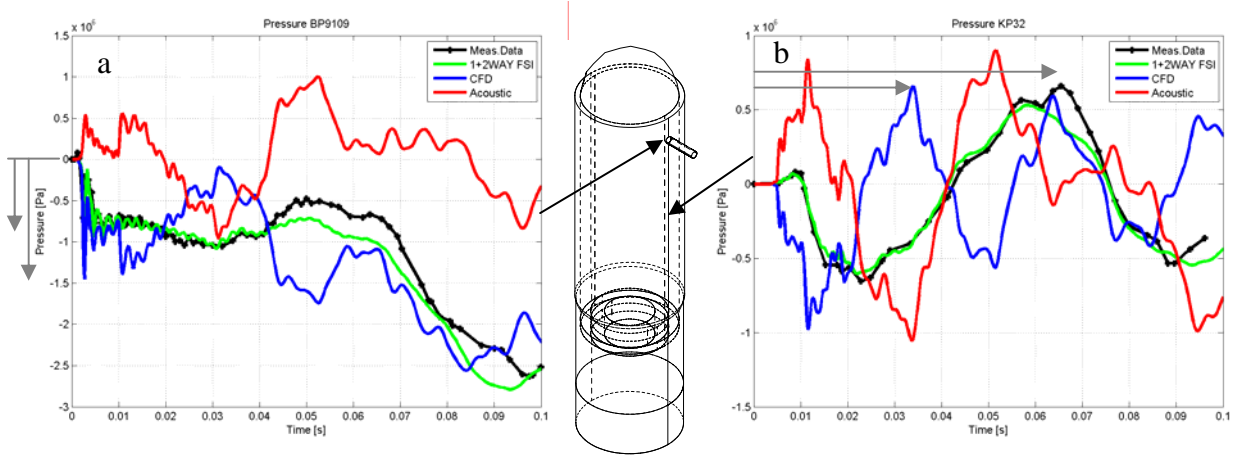 x 10^6
Pressure BP9109
a
Meas.Data
1+2WAY FSI
CFD
Acoustic
1.5
1
0.5
0
-0.5
-1
-1.5
-2
-2.5
-3
Pressure [Pa]
0 0.01 0.02 0.03 0.04 0.05 0.06 0.07 0.08 0.09 0.1
Time [s]
x 10^6
Pressure KP32
b
Meas.Data
1+2WAY FSI
CFD
Acoustic
1
0.5
0
-0.5
-1
-1.5
Pressure [Pa]
0 0.01 0.02 0.03 0.04 0.05 0.06 0.07 0.08 0.09 0.1
Time [s]